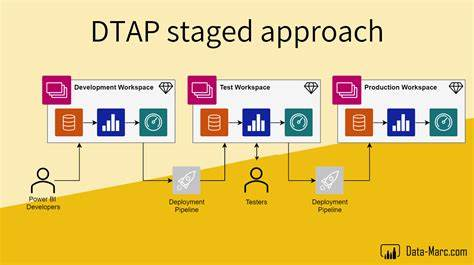 DTAP staged approach
Development Workspace
Test Workspace
Production Workspace
Power BI
Developers
Deployment
Pipeline
Testers
Deployment
Pipeline
Data-Marc.com